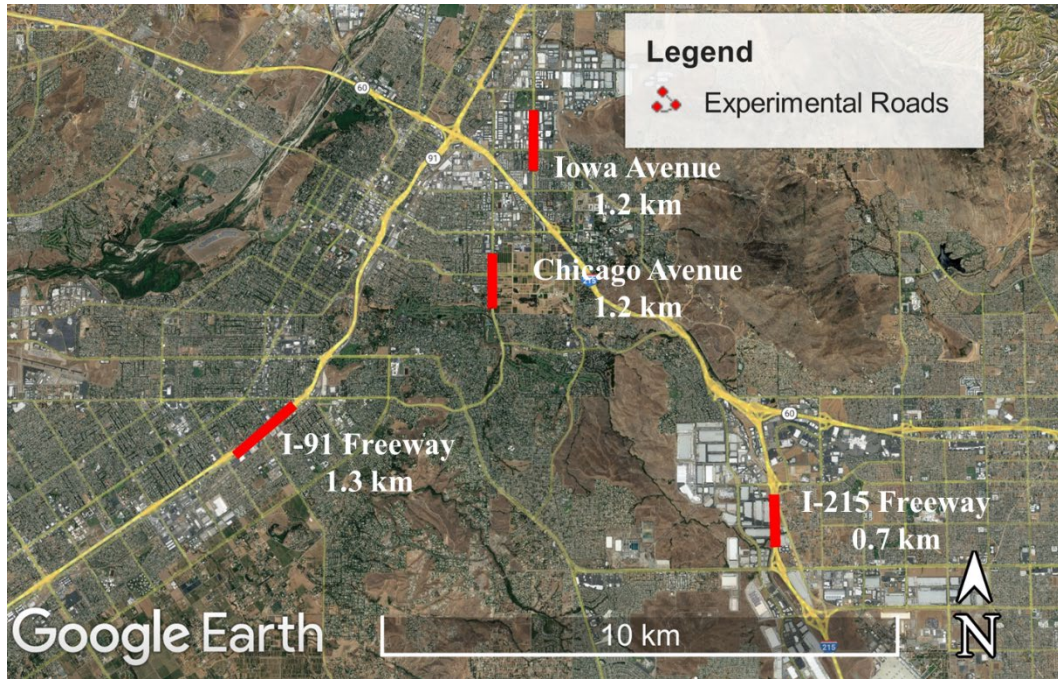 Legend
Experimental Roads
60
91
Iowa Avenue
1.2 km
Chicago Avenue
215
1.2 km
60
I-91 Freeway
1.3 km
I-215 Freeway
0.7 km
Google Earth
10 km
N
215